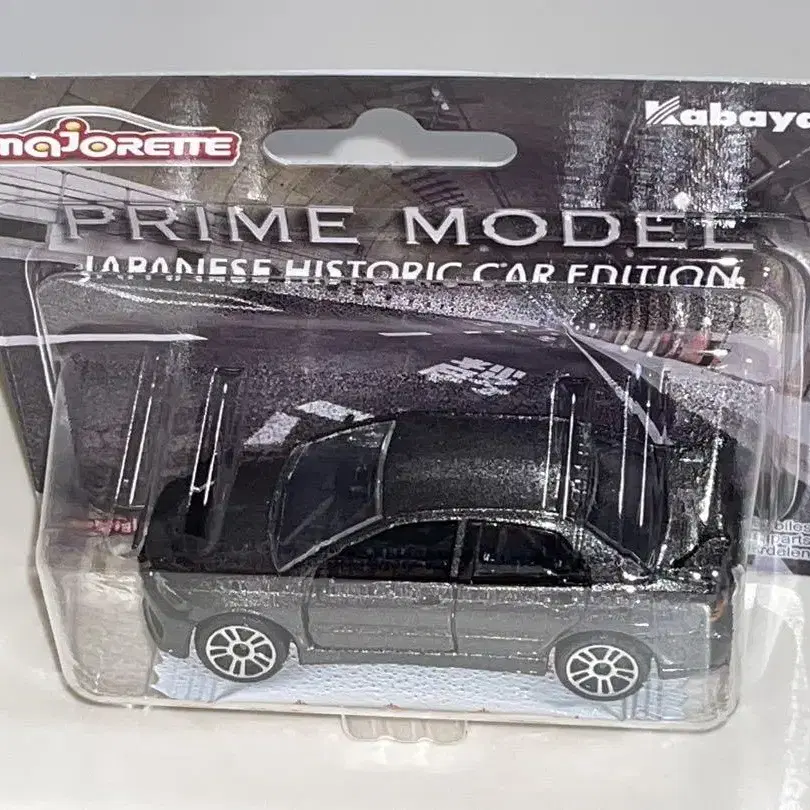 majorette
Kabaya
PRIME MODEL
JAPANESE HISTORIC CAR EDITION